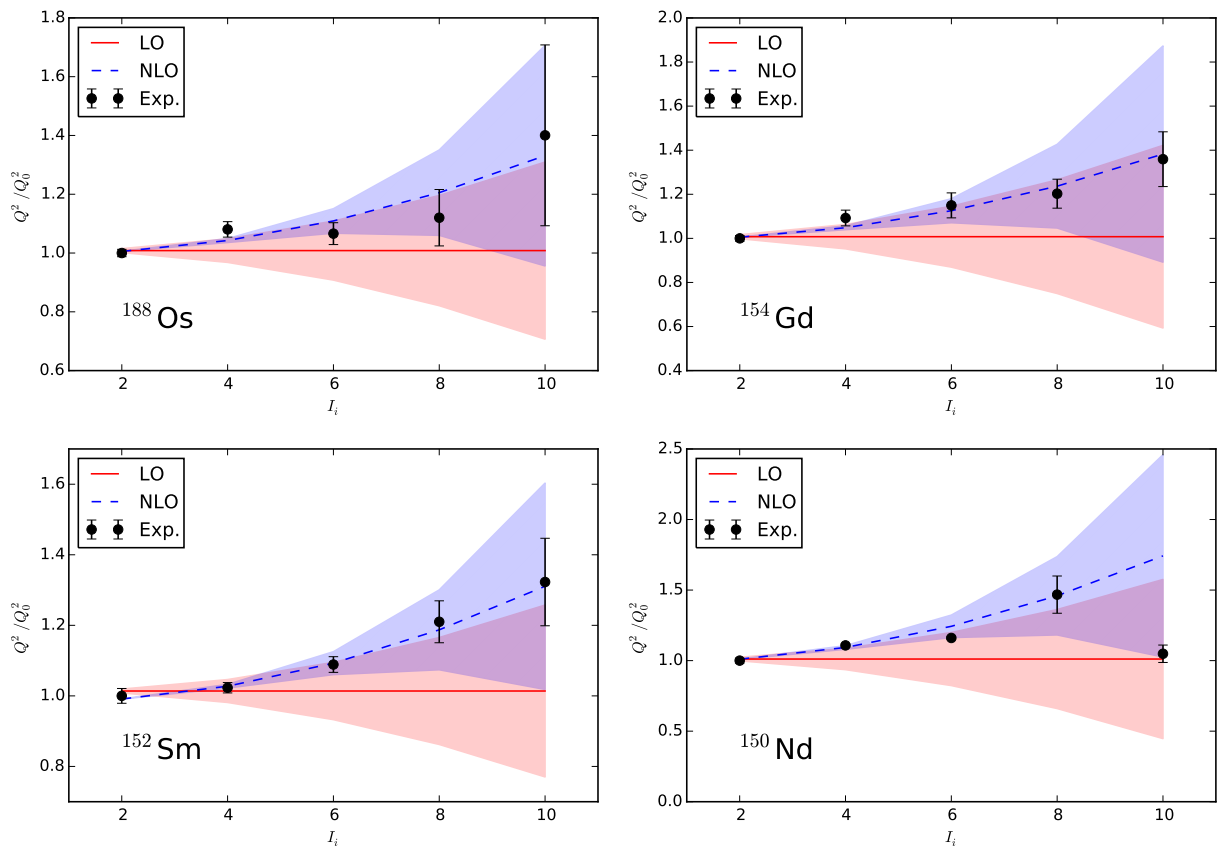 1.8
1.6
1.4
1.2
1.0
0.8
0.6
Q²/Q₀²
LO
NLO
Exp.
¹⁸⁸Os
2 4 6 8 10
Iᵢ
2.0
1.8
1.6
1.4
1.2
1.0
0.8
0.6
0.4
Q²/Q₀²
LO
NLO
Exp.
¹⁵⁴Gd
2 4 6 8 10
Iᵢ
1.6
1.4
1.2
1.0
0.8
Q²/Q₀²
LO
NLO
Exp.
¹⁵²Sm
2 4 6 8 10
Iᵢ
2.5
2.0
1.5
1.0
0.5
0.0
Q²/Q₀²
LO
NLO
Exp.
¹⁵⁰Nd
2 4 6 8 10
Iᵢ